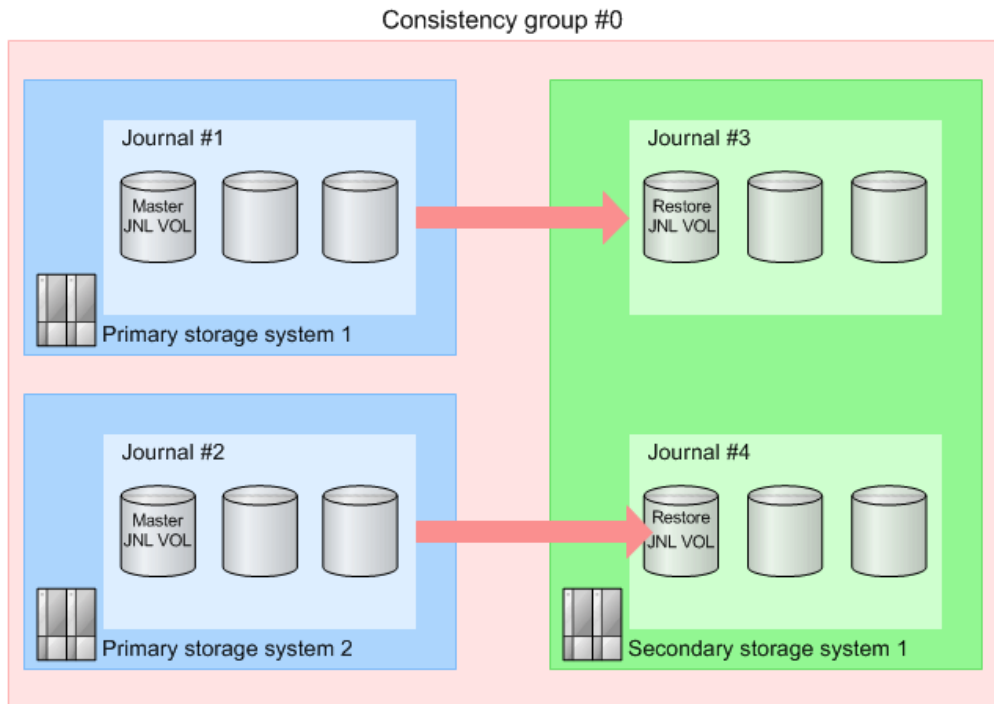 Consistency group #0
Journal #1
Master
JNL VOL
Primary storage system 1
Journal #3
Restore
JNL VOL
Journal #2
Master
JNL VOL
Primary storage system 2
Journal #4
Restore
JNL VOL
Secondary storage system 1